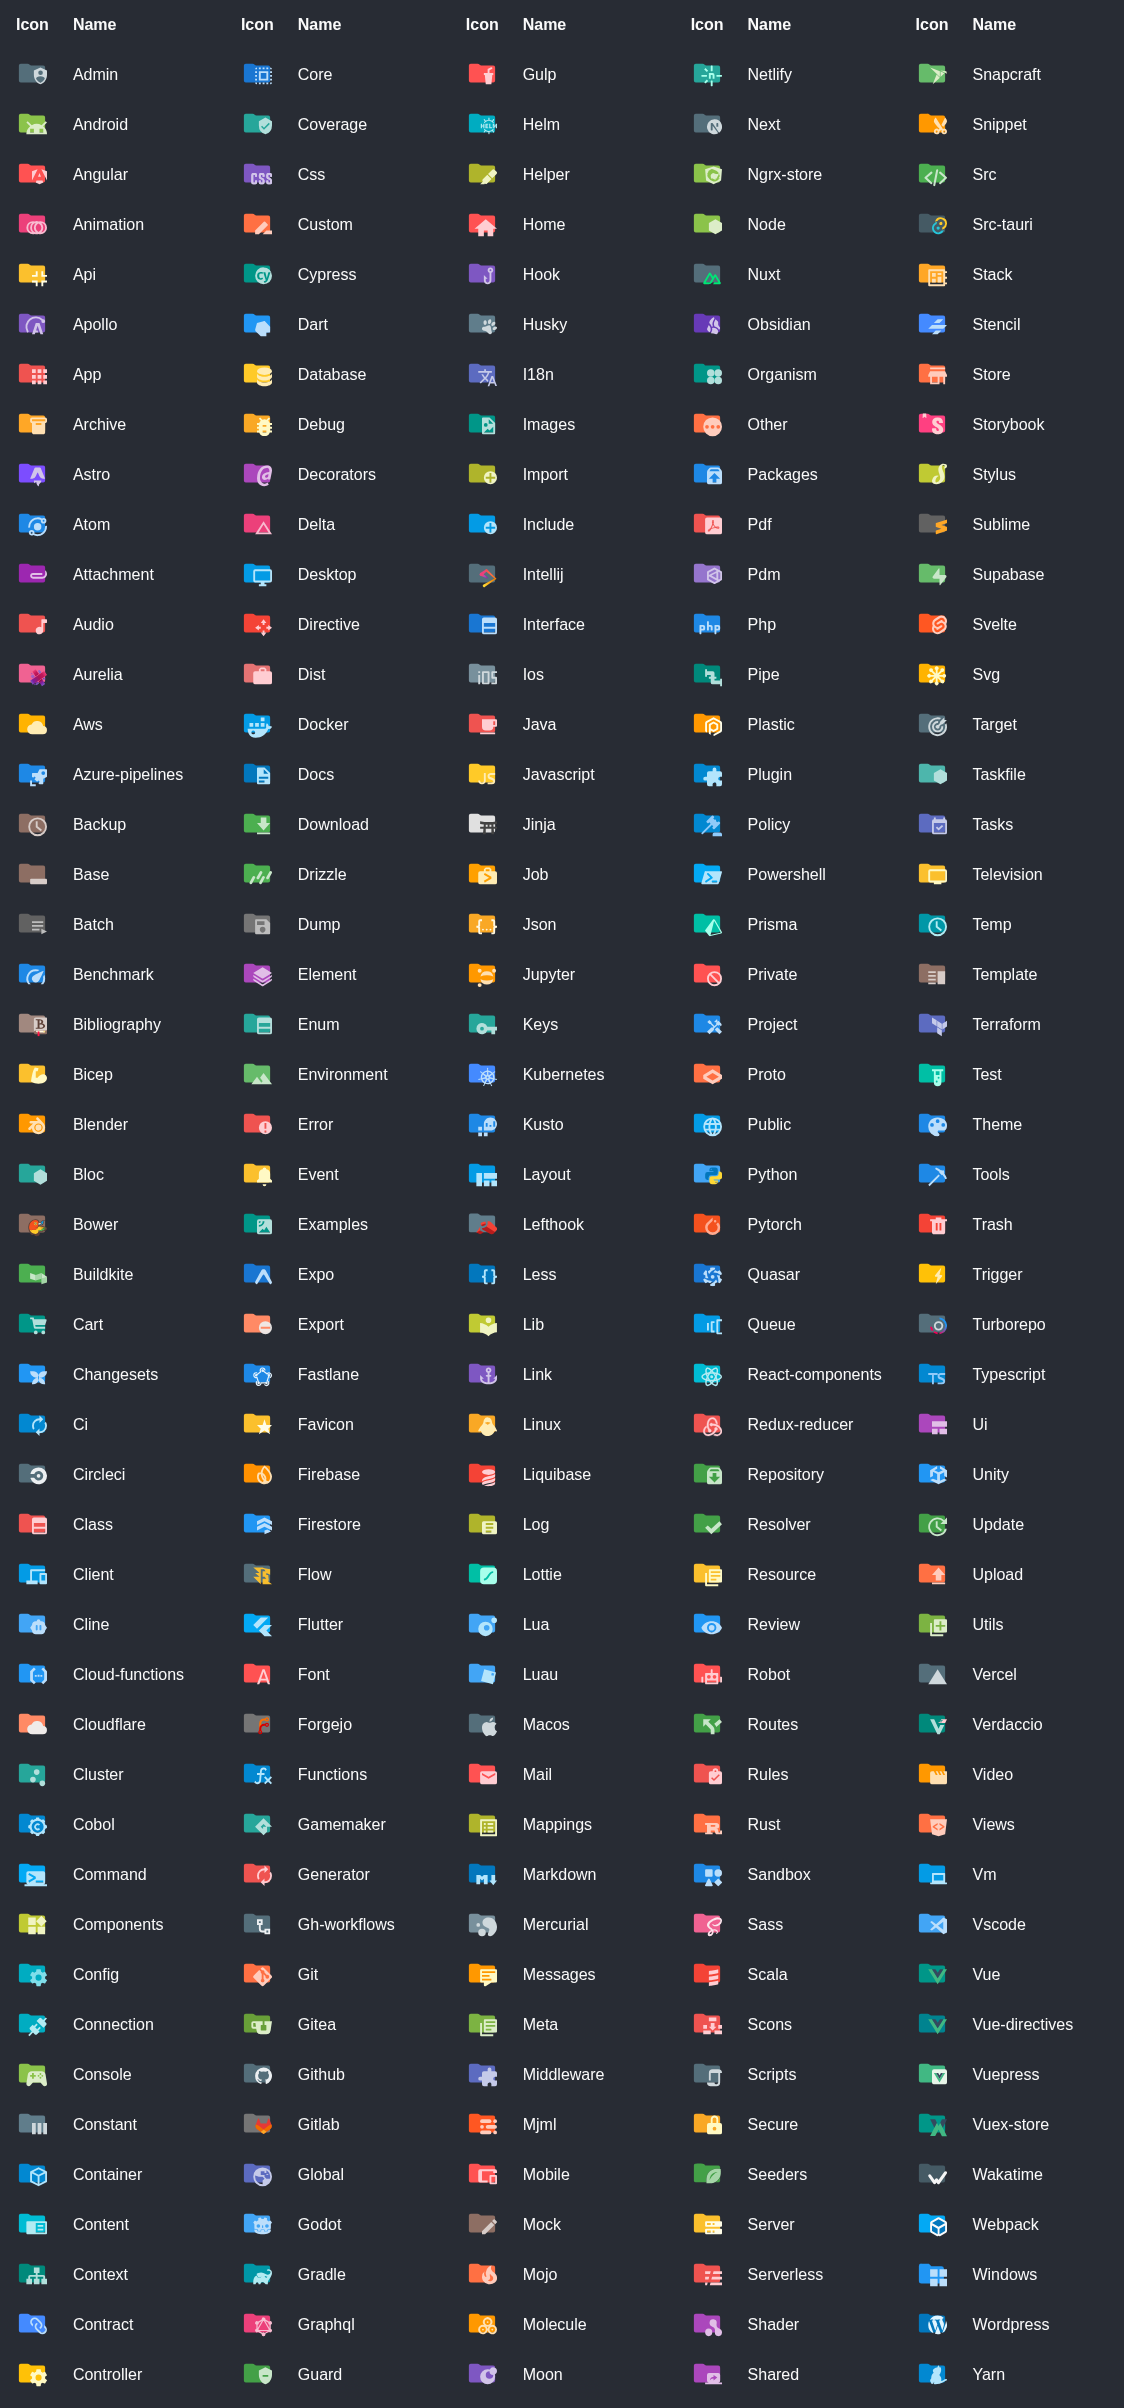 Icon Name Icon Name Icon Name Icon Name Icon Name
Admin Core Gulp Netlify Snapcraft
Android Coverage Helm Next Snippet
Angular Css Helper Ngrx-store Src
Animation Custom Home Node Src-tauri
Api Cypress Hook Nuxt Stack
Apollo Dart Husky Obsidian Stencil
App Database I18n Organism Store
Archive Debug Images Other Storybook
Astro Decorators Import Packages Stylus
Atom Delta Include Pdf Sublime
Attachment Desktop Intellij Pdm Supabase
Audio Directive Interface Php Svelte
Aurelia Dist Ios Pipe Svg
Aws Docker Java Plastic Target
Azure-pipelines Docs Javascript Plugin Taskfile
Backup Download Jinja Policy Tasks
Base Drizzle Job Powershell Television
Batch Dump Json Prisma Temp
Benchmark Element Jupyter Private Template
Bibliography Enum Keys Project Terraform
Bicep Environment Kubernetes Proto Test
Blender Error Kusto Public Theme
Bloc Event Layout Python Tools
Bower Examples Lefthook Pytorch Trash
Buildkite Expo Less Quasar Trigger
Cart Export Lib Queue Turborepo
Changesets Fastlane Link React-components Typescript
Ci Favicon Linux Redux-reducer Ui
Circleci Firebase Liquibase Repository Unity
Class Firestore Log Resolver Update
Client Flow Lottie Resource Upload
Cline Flutter Lua Review Utils
Cloud-functions Font Luau Robot Vercel
Cloudflare Forgejo Macos Routes Verdaccio
Cluster Functions Mail Rules Video
Cobol Gamemaker Mappings Rust Views
Command Generator Markdown Sandbox Vm
Components Gh-workflows Mercurial Sass Vscode
Config Git Messages Scala Vue
Connection Gitea Meta Scons Vue-directives
Console Github Middleware Scripts Vuepress
Constant Gitlab Mjml Secure Vuex-store
Container Global Mobile Seeders Wakatime
Content Godot Mock Server Webpack
Context Gradle Mojo Serverless Windows
Contract Graphql Molecule Shader Wordpress
Controller Guard Moon Shared Yarn